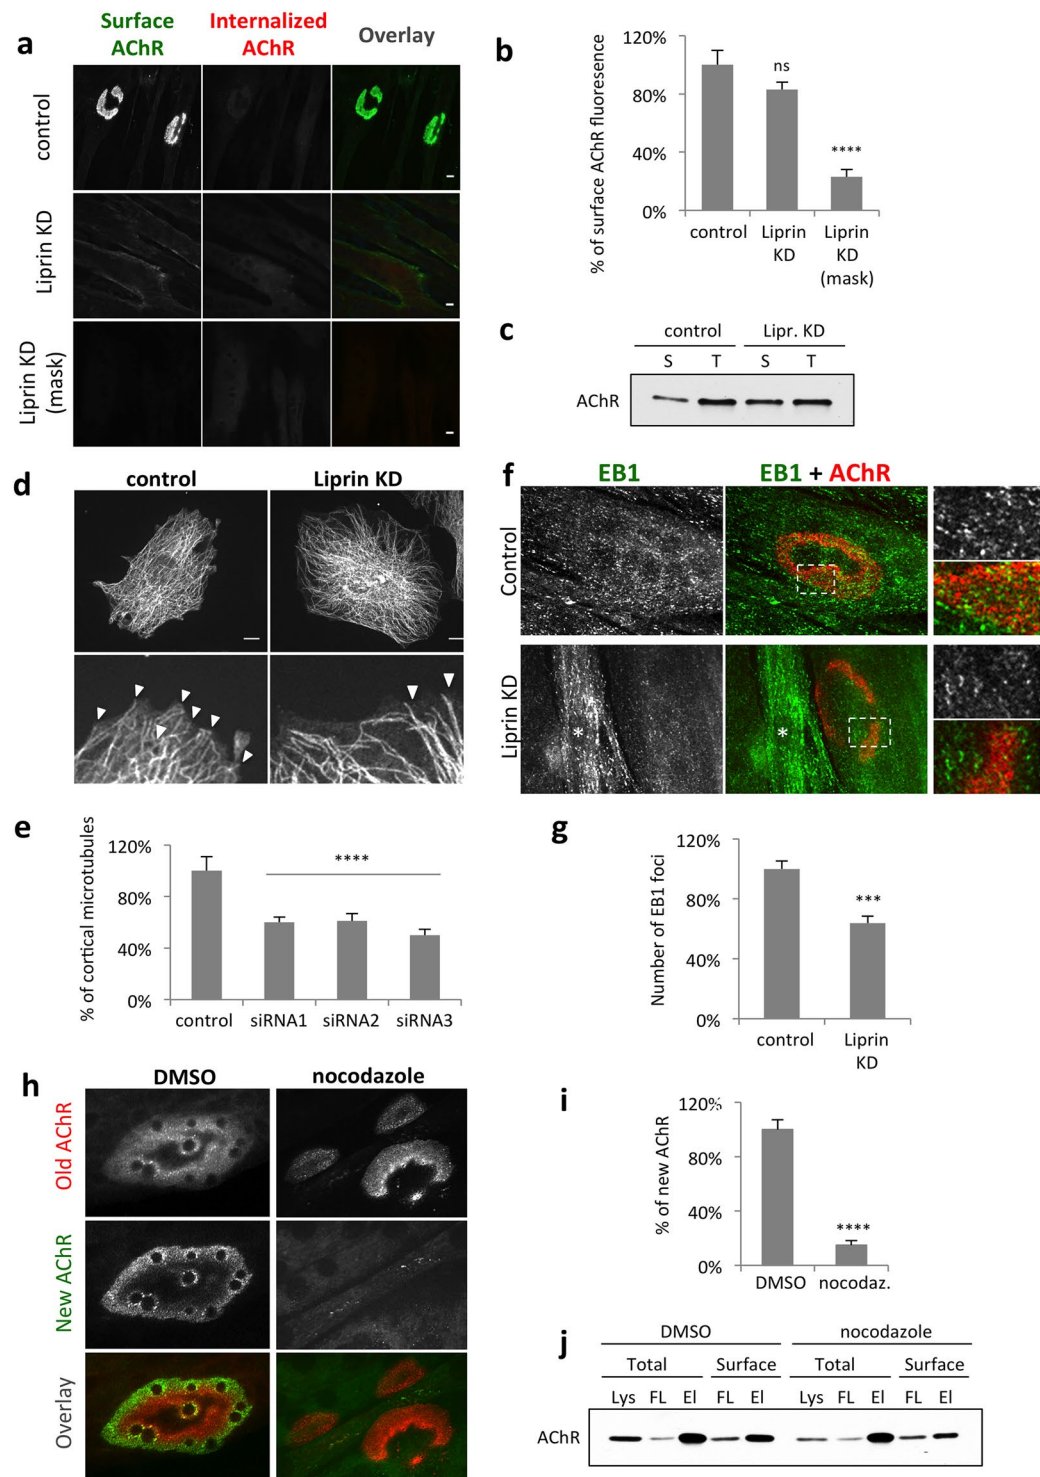 a
Surface AChR
Internalized AChR
Overlay
control
Liprin KD
Liprin KD (mask)
b
% of surface AChR fluoresence
120%
80%
40%
0%
ns
****
control
Liprin KD
Liprin KD (mask)
c
control
Lipr. KD
S T S T
AChR
d
control
Liprin KD
f
EB1
EB1 + AChR
Control
Liprin KD
*
*
e
% of cortical microtubules
120%
80%
40%
0%
****
control
siRNA1
siRNA2
siRNA3
g
Number of EB1 foci
120%
80%
40%
0%
***
control
Liprin KD
h
DMSO
nocodazole
Old AChR
New AChR
Overlay
i
% of new AChR
120%
80%
40%
0%
****
DMSO
nocodaz.
j
DMSO
nocodazole
Total Surface Total Surface
Lys FL El FL El Lys FL El FL El
AChR